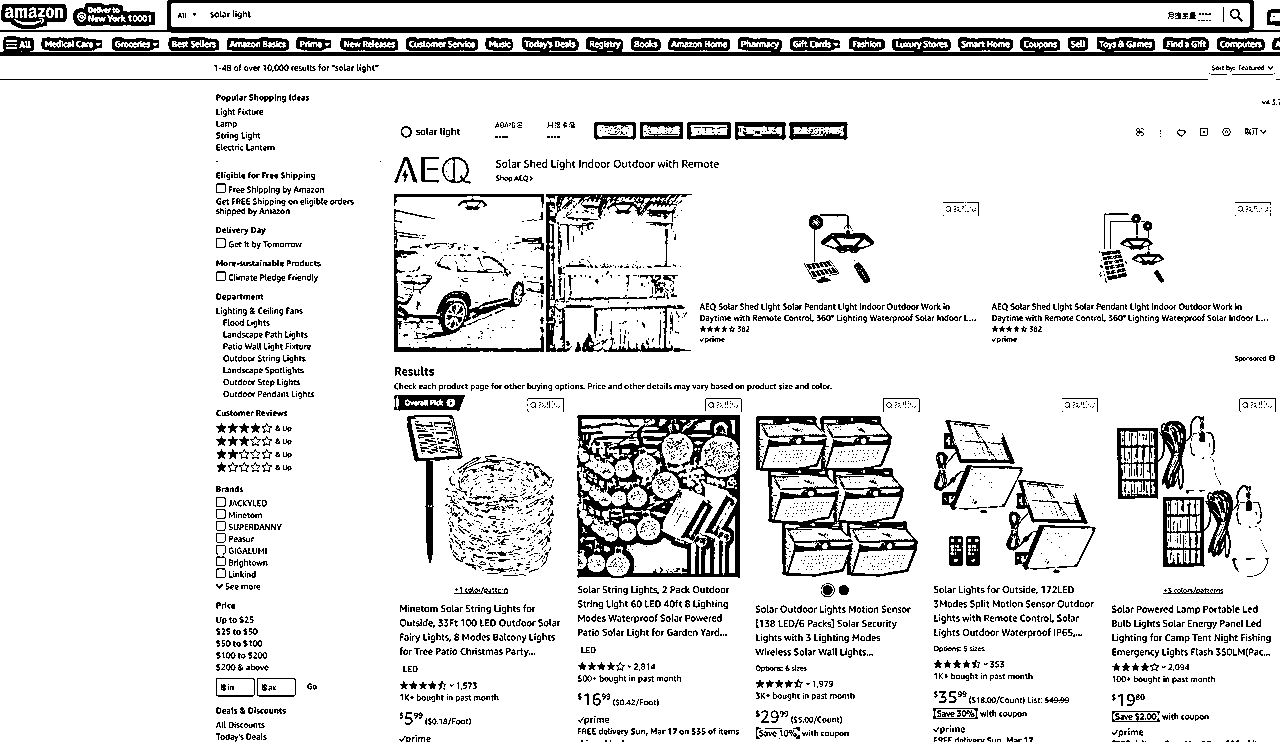 amazon
Deliver to
New York 10001
All
solar light
All
Medical Care
Groceries
Best Sellers
Amazon Basics
Prime
New Releases
Customer Service
Music
Today's Deals
Registry
Books
Amazon Home
Pharmacy
Gift Cards
Fashion
Luxury Stores
Smart Home
Coupons
Sell
Toys & Games
Find a Gift
Computers
1-48 of over 10,000 results for "solar light"
Sort by: Featured
Popular Shopping Ideas
Light Fixture
Lamp
String Light
Electric Lantern
Eligible for Free Shipping
Free Shipping by Amazon
Get FREE Shipping on eligible orders
shipped by Amazon
Delivery Day
Get It by Tomorrow
More-sustainable Products
Climate Pledge Friendly
Department
Lighting & Ceiling Fans
Flood Lights
Landscape Path Lights
Patio Wall Light Fixture
Outdoor String Lights
Landscape Spotlights
Outdoor Step Lights
Outdoor Pendant Lights
Customer Reviews
& Up
& Up
& Up
& Up
Brands
JACKYLED
Minetom
SUPERDANNY
Peasur
GIGALUMI
Brightown
Linkind
See more
Price
Up to $25
$25 to $50
$50 to $100
$100 to $200
$200 & above
Go
Deals & Discounts
All Discounts
Today's Deals
solar light
AEQ
Solar Shed Light Indoor Outdoor with Remote
Shop AEQ
AEQ Solar Shed Light Solar Pendant Light Indoor Outdoor Work in
Daytime with Remote Control, 360° Lighting Waterproof Solar Indoor L...
382
prime
AEQ Solar Shed Light Solar Pendant Light Indoor Outdoor Work in
Daytime with Remote Control, 360° Lighting Waterproof Solar Indoor L...
382
prime
Sponsored
Results
Check each product page for other buying options. Price and other details may vary based on product size and color.
Overall Pick
+1 color/pattern
Minetom Solar String Lights for
Outside, 33Ft 100 LED Outdoor Solar
Fairy Lights, 8 Modes Balcony Lights
for Tree Patio Christmas Party...
LED
1,573
1K+ bought in past month
$5.99 ($0.18/Foot)
prime
Solar String Lights, 2 Pack Outdoor
String Light 60 LED 40ft 8 Lighting
Modes Waterproof Solar Powered
Patio Solar Light for Garden Yard...
LED
2,814
500+ bought in past month
$16.99 ($0.42/Foot)
prime
FREE delivery Sun, Mar 17 on $35 of items
Solar Outdoor Lights Motion Sensor
[138 LED/6 Packs] Solar Security
Lights with 3 Lighting Modes
Wireless Solar Wall Lights...
Options: 6 sizes
1,979
3K+ bought in past month
$29.99 ($5.00/Count)
Save 10% with coupon
Solar Lights for Outside, 172LED
3Modes Split Motion Sensor Outdoor
Lights with Remote Control, Solar
Lights Outdoor Waterproof IP65,...
Options: 5 sizes
353
1K+ bought in past month
$35.99 ($18.00/Count) List: $49.99
Save 30% with coupon
prime
FREE delivery Sun, Mar 17
+3 colors/patterns
Solar Powered Lamp Portable Led
Bulb Lights Solar Energy Panel Led
Lighting for Camp Tent Night Fishing
Emergency Lights Flash 350LM(Pac...
2,094
100+ bought in past month
$19.80
Save $2.00 with coupon
prime